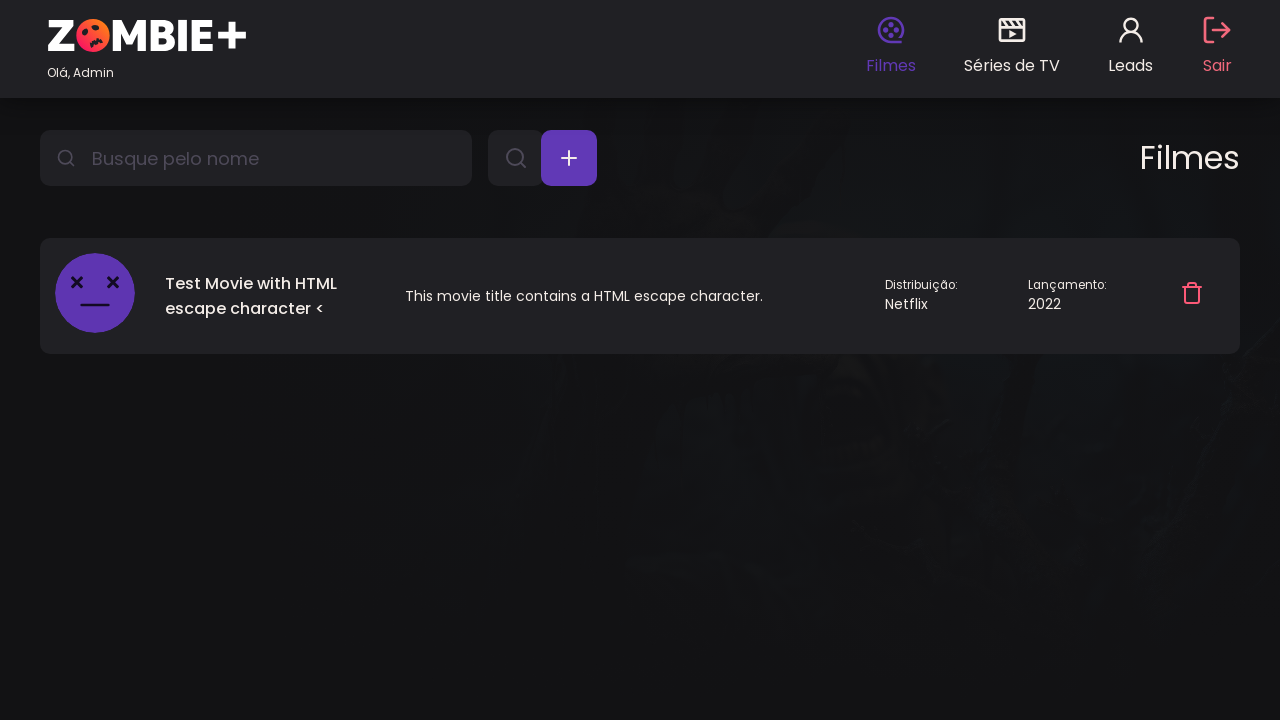 ZOMBIE+
Olá, Admin
Filmes
Séries de TV
Leads
Sair
Busque pelo nome
Filmes
Test Movie with HTML
escape character <
This movie title contains a HTML escape character.
Distribuição:
Netflix
Lançamento:
2022